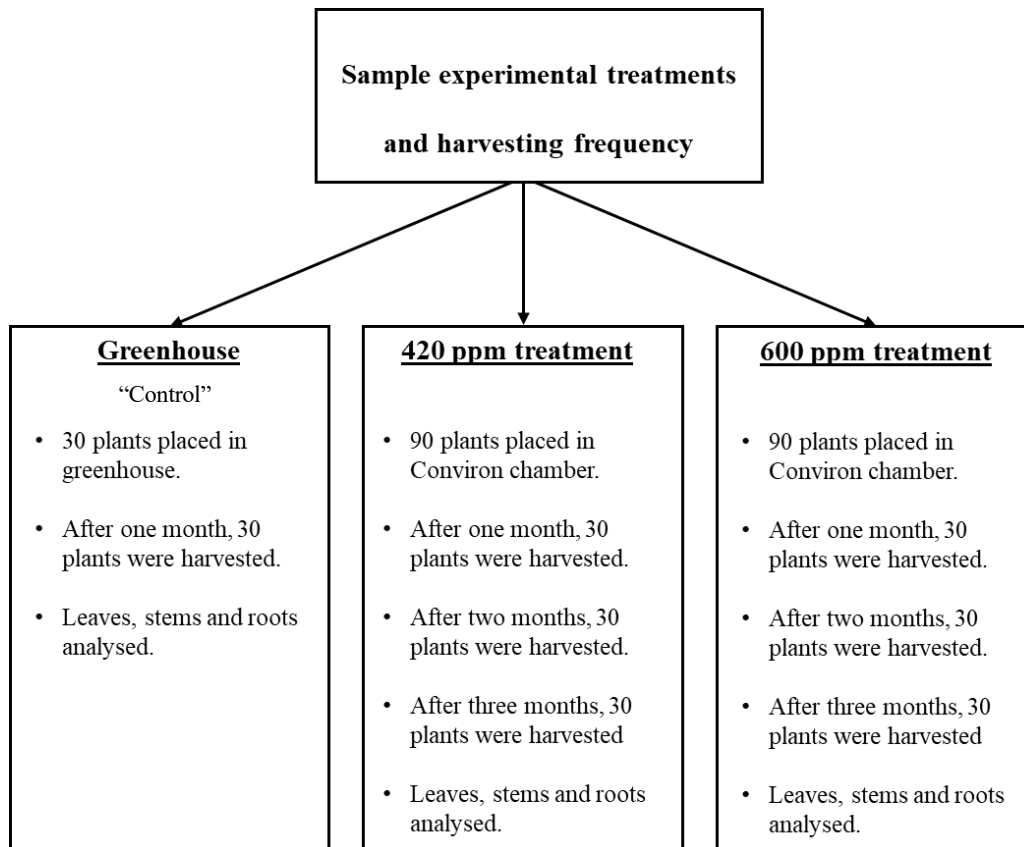 Sample experimental treatments
and harvesting frequency
Greenhouse
“Control”
• 30 plants placed in
greenhouse.
• After one month, 30
plants were harvested.
• Leaves, stems and roots
analysed.
420 ppm treatment
• 90 plants placed in
Conviron chamber.
• After one month, 30
plants were harvested.
• After two months, 30
plants were harvested.
• After three months, 30
plants were harvested
• Leaves, stems and roots
analysed.
600 ppm treatment
• 90 plants placed in
Conviron chamber.
• After one month, 30
plants were harvested.
• After two months, 30
plants were harvested.
• After three months, 30
plants were harvested
• Leaves, stems and roots
analysed.